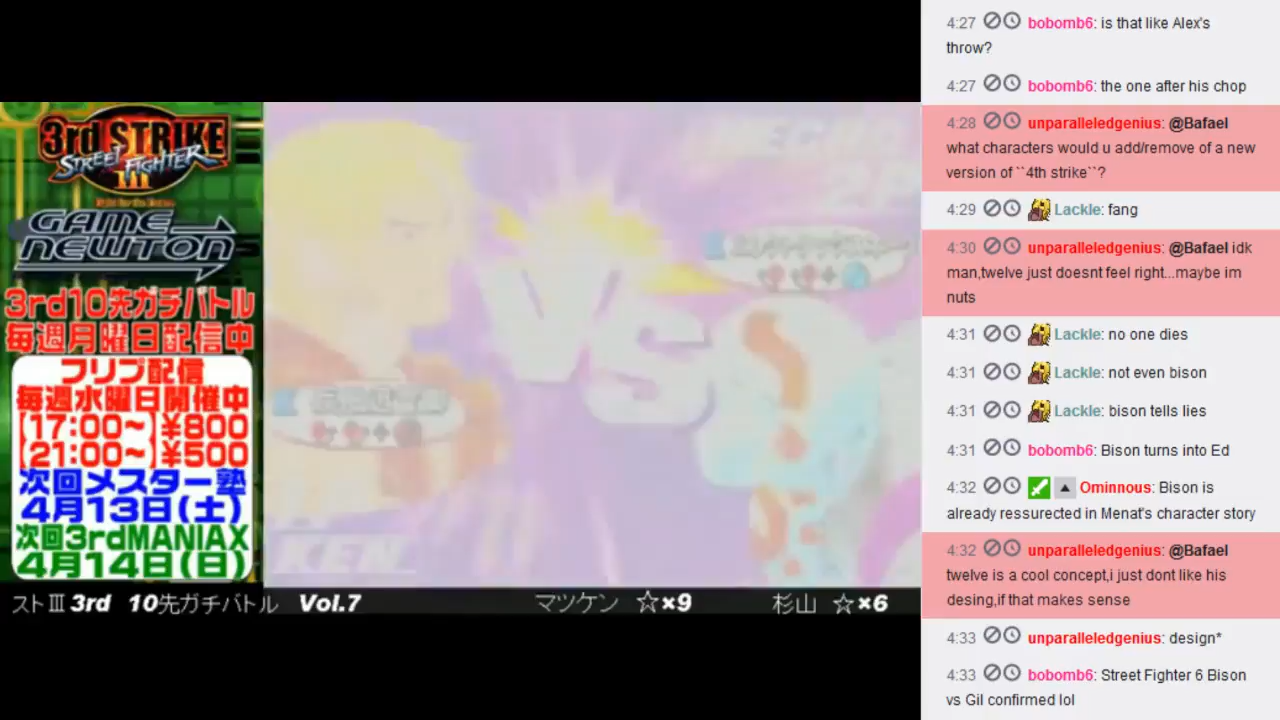 3rd STRIKE
STREET FIGHTER
III
GAME
NEWTON
3rd10先ガチバトル
毎週月曜日配信中
フリプ配信
毎週水曜日開催中
(17:00~)¥800
(21:00~)¥500
次回メスター塾
4月13日(土)
次回3rdMANIAX
4月14日(日)
VS
KEN
ストⅢ 3rd 10先ガチバトル Vol.7 マツケン ☆×9 杉山 ☆×6
4:27 bobomb6: is that like Alex's
throw?
4:27 bobomb6: the one after his chop
4:28 unparalleledgenius: @Bafael
what characters would u add/remove of a new
version of ``4th strike``?
4:29 Lackle: fang
4:30 unparalleledgenius: @Bafael idk
man,twelve just doesnt feel right...maybe im
nuts
4:31 Lackle: no one dies
4:31 Lackle: not even bison
4:31 Lackle: bison tells lies
4:31 bobomb6: Bison turns into Ed
4:32 Ominnous: Bison is
already ressurected in Menat's character story
4:32 unparalleledgenius: @Bafael
twelve is a cool concept,i just dont like his
desing,if that makes sense
4:33 unparalleledgenius: design*
4:33 bobomb6: Street Fighter 6 Bison
vs Gil confirmed lol